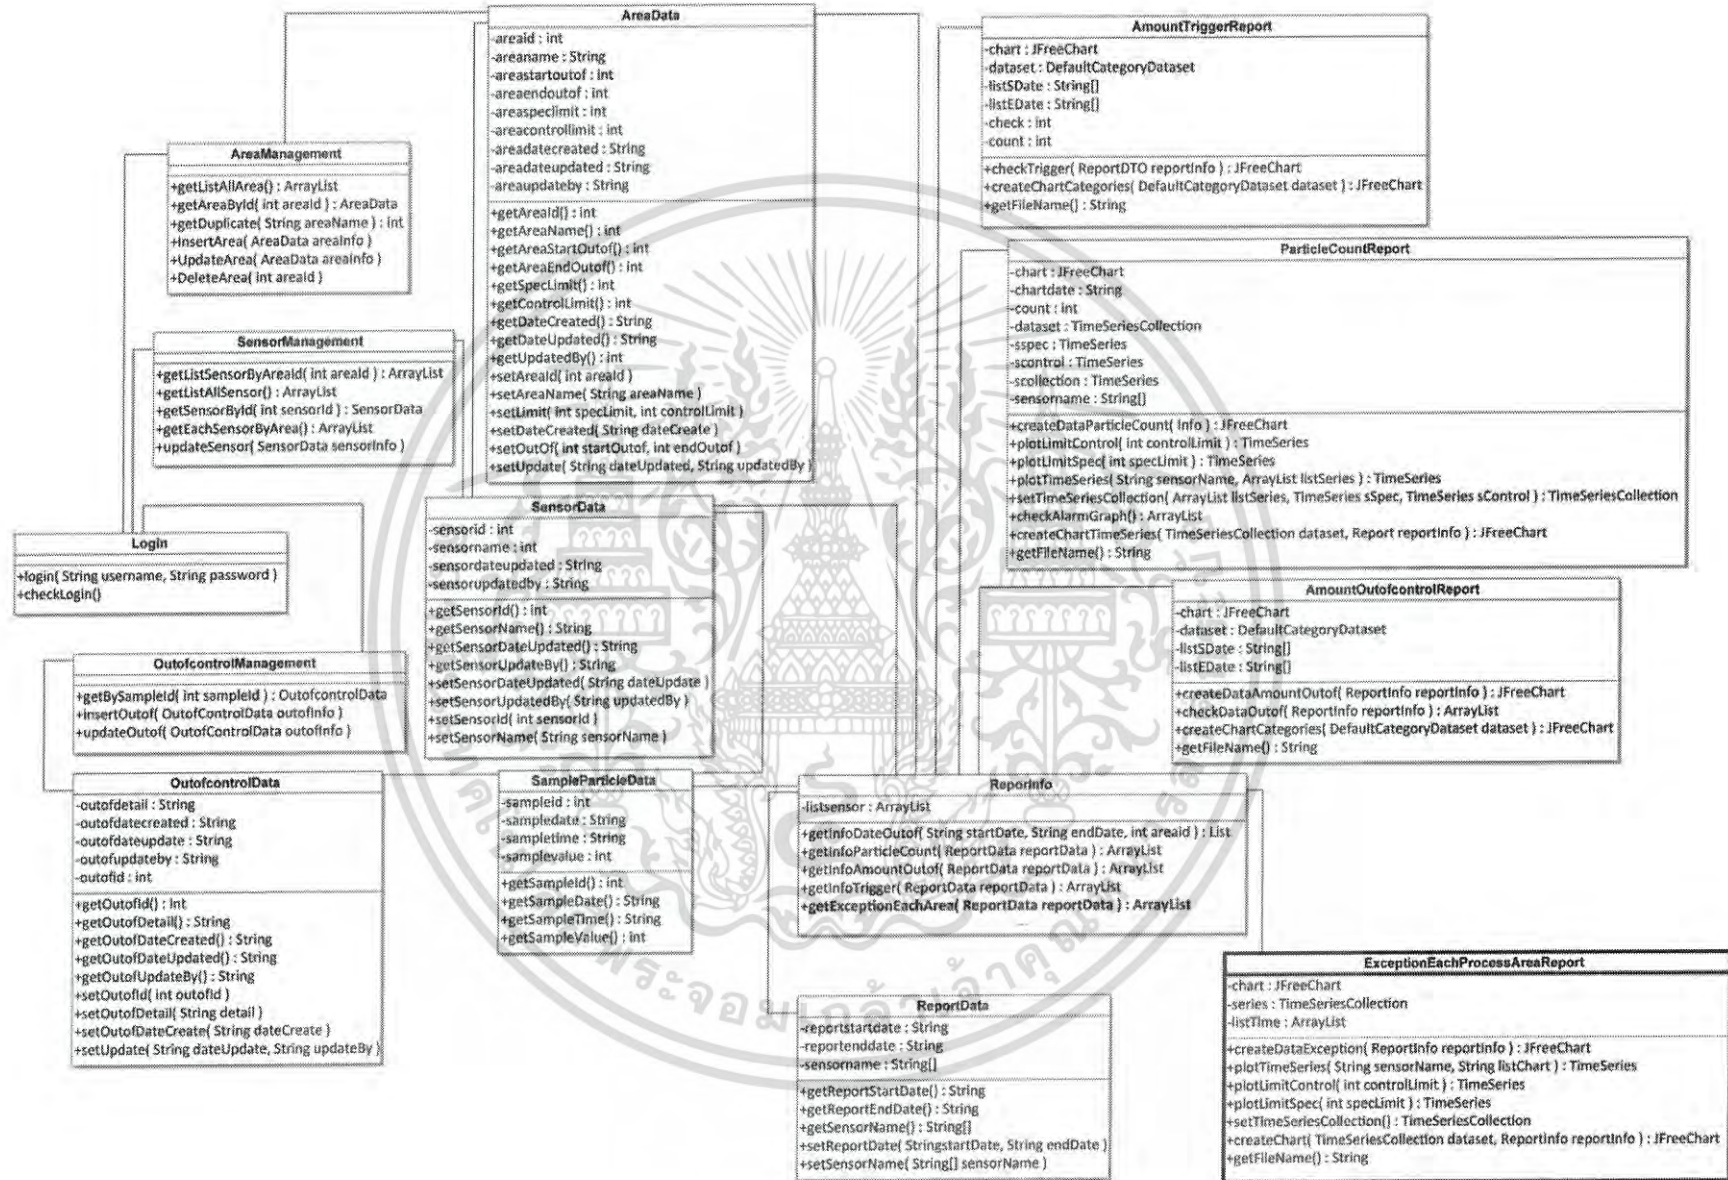 AreaData
-areaid : int
-areaname : String
-areastartoutof : int
-areaendoutof : int
-areaspeclimit : int
-areacontrollimit : int
-areadatecreated : String
-areadateupdated : String
-areaupdateby : String
+getAreaId() : int
+getAreaName() : int
+getAreaStartOutof() : int
+getAreaEndOutof() : int
+getSpecLimit() : int
+getControlLimit() : int
+getDateCreated() : String
+getDateUpdated() : String
+getUpdatedBy() : int
+setAreaId( int areaId )
+setAreaName( String areaName )
+setLimit( int specLimit, int controlLimit )
+setDateCreated( String dateCreate )
+setOutOf( int startOutof, int endOutof )
+setUpdate( String dateUpdated, String updatedBy )
AmountTriggerReport
-chart : JFreeChart
-dataset : DefaultCategoryDataset
-listSDate : String[]
-listEDate : String[]
-check : int
-count : int
+checkTrigger( ReportDTO reportInfo ) : JFreeChart
+createChartCategories( DefaultCategoryDataset dataset ) : JFreeChart
+getFileName() : String
AreaManagement
+getListAllArea() : ArrayList
+getAreaById( int areaId ) : AreaData
+getDuplicate( String areaName ) : int
+InsertArea( AreaData areaInfo )
+UpdateArea( AreaData areaInfo )
+DeleteArea( int areaId )
ParticleCountReport
-chart : JFreeChart
-chartdate : String
-count : int
-dataset : TimeSeriesCollection
-sspec : TimeSeries
-scontrol : TimeSeries
-scollection : TimeSeries
-sensorname : String[]
+createDataParticleCount( Info ) : JFreeChart
+plotLimitControl( int controlLimit ) : TimeSeries
+plotLimitSpec( int specLimit ) : TimeSeries
+plotTimeSeries( String sensorName, ArrayList listSeries ) : TimeSeries
+setTimeSeriesCollection( ArrayList listSeries, TimeSeries sSpec, TimeSeries sControl ) : TimeSeriesCollection
+checkAlarmGraph() : ArrayList
+createChartTimeSeries( TimeSeriesCollection dataset, Report reportInfo ) : JFreeChart
+getFileName() : String
SensorManagement
+getListSensorByAreaId( int areaId ) : ArrayList
+getListAllSensor() : ArrayList
+getSensorById( int sensorId ) : SensorData
+getEachSensorByArea() : ArrayList
+updateSensor( SensorData sensorInfo )
SensorData
-sensorid : int
-sensorname : int
-sensordateupdated : String
-sensorupdatedby : String
+getSensorId() : int
+getSensorName() : String
+getSensorDateUpdated() : String
+getSensorUpdateBy() : String
+setSensorDateUpdated( String dateUpdate )
+setSensorUpdatedBy( String updatedBy )
+setSensorId( int sensorId )
+setSensorName( String sensorName )
Login
+login( String username, String password )
+checkLogin()
AmountOutofcontrolReport
-chart : JFreeChart
-dataset : DefaultCategoryDataset
-listSDate : String[]
-listEDate : String[]
+createDataAmountOutof( ReportInfo reportInfo ) : JFreeChart
+checkDataOutof( ReportInfo reportInfo ) : ArrayList
+createChartCategories( DefaultCategoryDataset dataset ) : JFreeChart
+getFileName() : String
OutofcontrolManagement
+getBySampleId( int sampleId ) : OutofcontrolData
+insertOutof( OutofControlData outofInfo )
+updateOutof( OutofControlData outofInfo )
OutofcontrolData
-outofdetail : String
-outofdatecreated : String
-outofdateupdate : String
-outofupdateby : String
-outofid : int
+getOutofId() : int
+getOutofDetail() : String
+getOutofDateCreated() : String
+getOutofDateUpdated() : String
+getOutofUpdateBy() : String
+setOutofId( int outofId )
+setOutofDetail( String detail )
+setOutofDateCreate( String dateCreate )
+setUpdate( String dateUpdate, String updateBy )
SampleParticleData
-sampleid : int
-sampledate : String
-sampletime : String
-samplevalue : int
+getSampleId() : int
+getSampleDate() : String
+getSampleTime() : String
+getSampleValue() : int
ReporInfo
-listsensor : ArrayList
+getInfoDateOutof( String startDate, String endDate, int areaid ) : List
+getInfoParticleCount( ReportData reportData ) : ArrayList
+getInfoAmountOutof( ReportData reportData ) : ArrayList
+getInfoTrigger( ReportData reportData ) : ArrayList
+getExceptionEachArea( ReportData reportData ) : ArrayList
...
ReportData
-reportstartdate : String
-reportenddate : String
-sensorname : String[]
+getReportStartDate() : String
+getReportEndDate() : String
+getSensorName() : String[]
+setReportDate( StringstartDate, String endDate )
+setSensorName( String[] sensorName )
ExceptionEachProcessAreaReport
-chart : JFreeChart
-series : TimeSeriesCollection
-listTime : ArrayList
+createDataException( ReportInfo reportInfo ) : JFreeChart
+plotTimeSeries( String sensorName, String listChart ) : TimeSeries
+plotLimitControl( int controlLimit ) : TimeSeries
+plotLimitSpec( int specLimit ) : TimeSeries
+setTimeSeriesCollection() : TimeSeriesCollection
+createChart( TimeSeriesCollection dataset, ReportInfo reportInfo ) : JFreeChart
+getFileName() : String